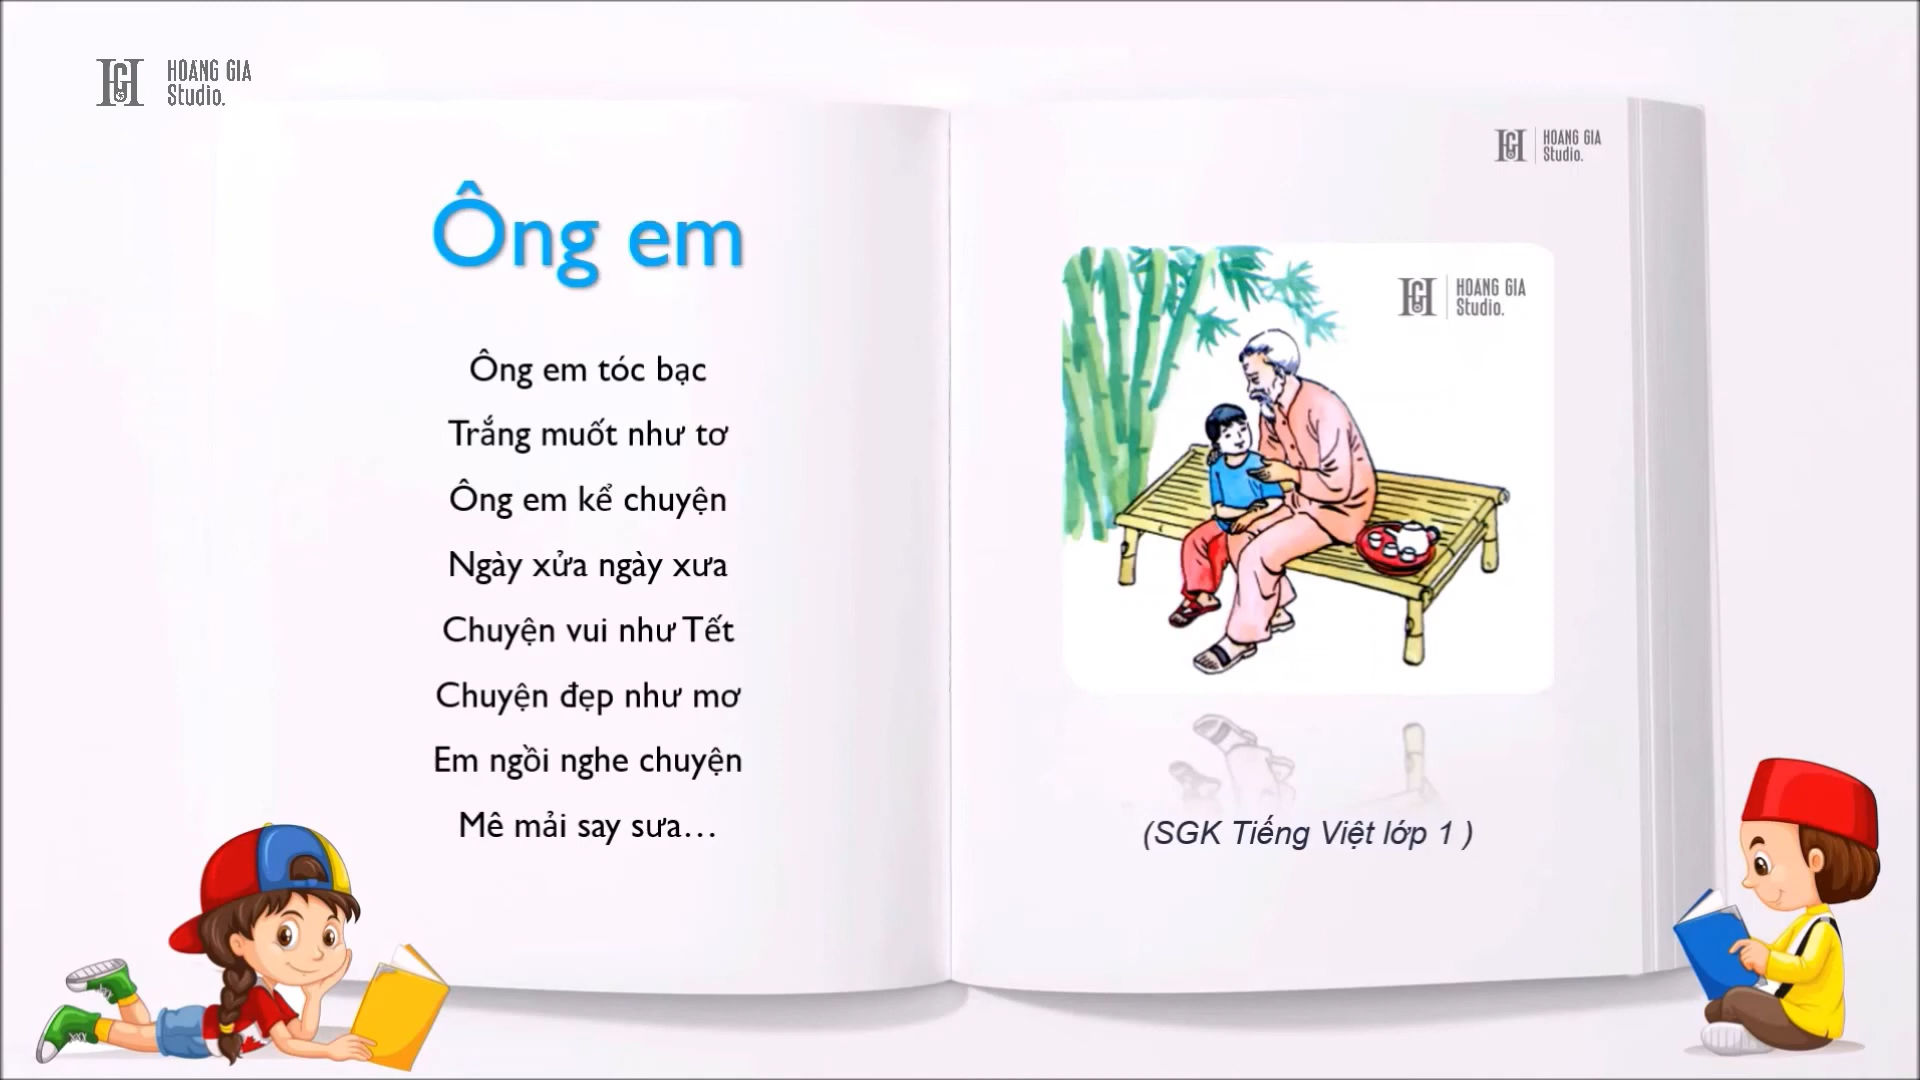 HOANG GIA
Studio.
HOANG GIA
Studio.
Ông em
Ông em tóc bạc
Trắng muốt như tơ
Ông em kể chuyện
Ngày xửa ngày xưa
Chuyện vui như Tết
Chuyện đẹp như mơ
Em ngồi nghe chuyện
Mê mải say sưa...
HOANG GIA
Studio.
(SGK Tiếng Việt lớp 1 )